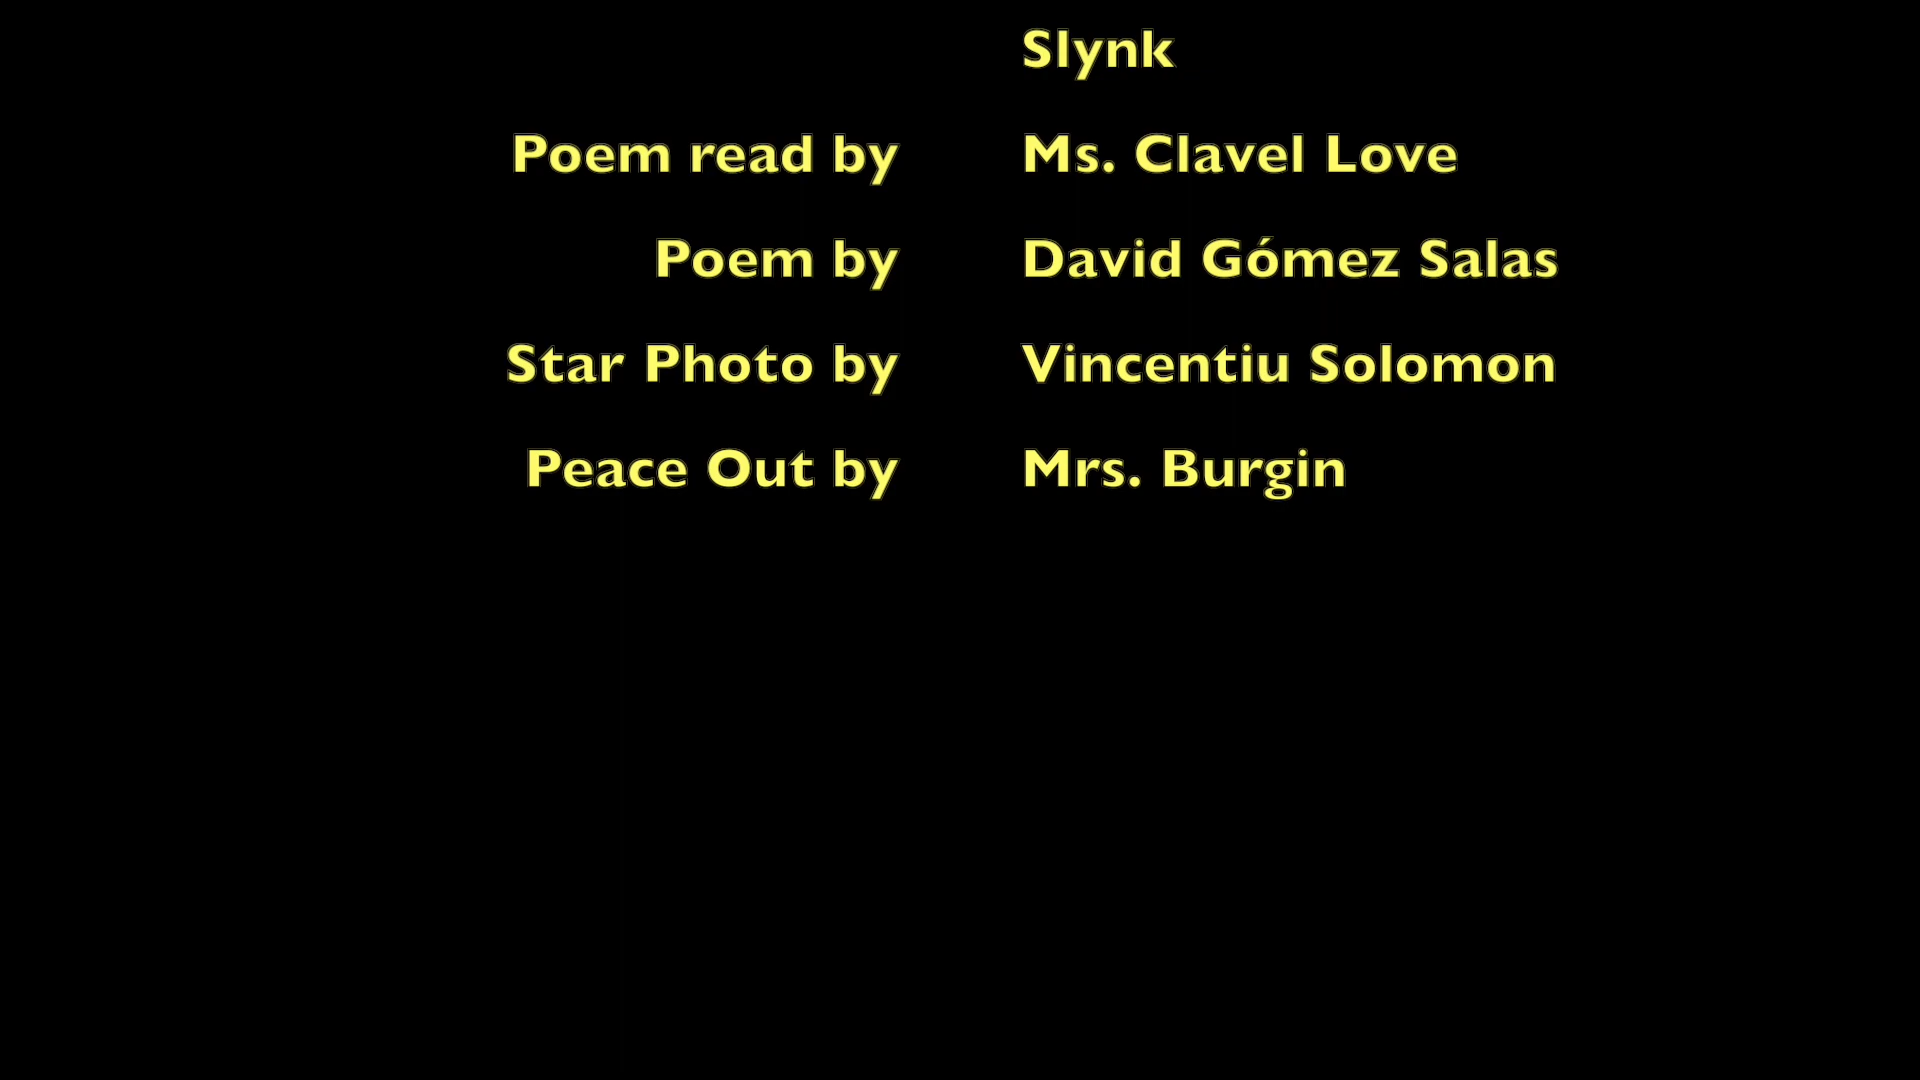 Slynk
Poem read by Ms. Clavel Love
Poem by David Gómez Salas
Star Photo by Vincentiu Solomon
Peace Out by Mrs. Burgin